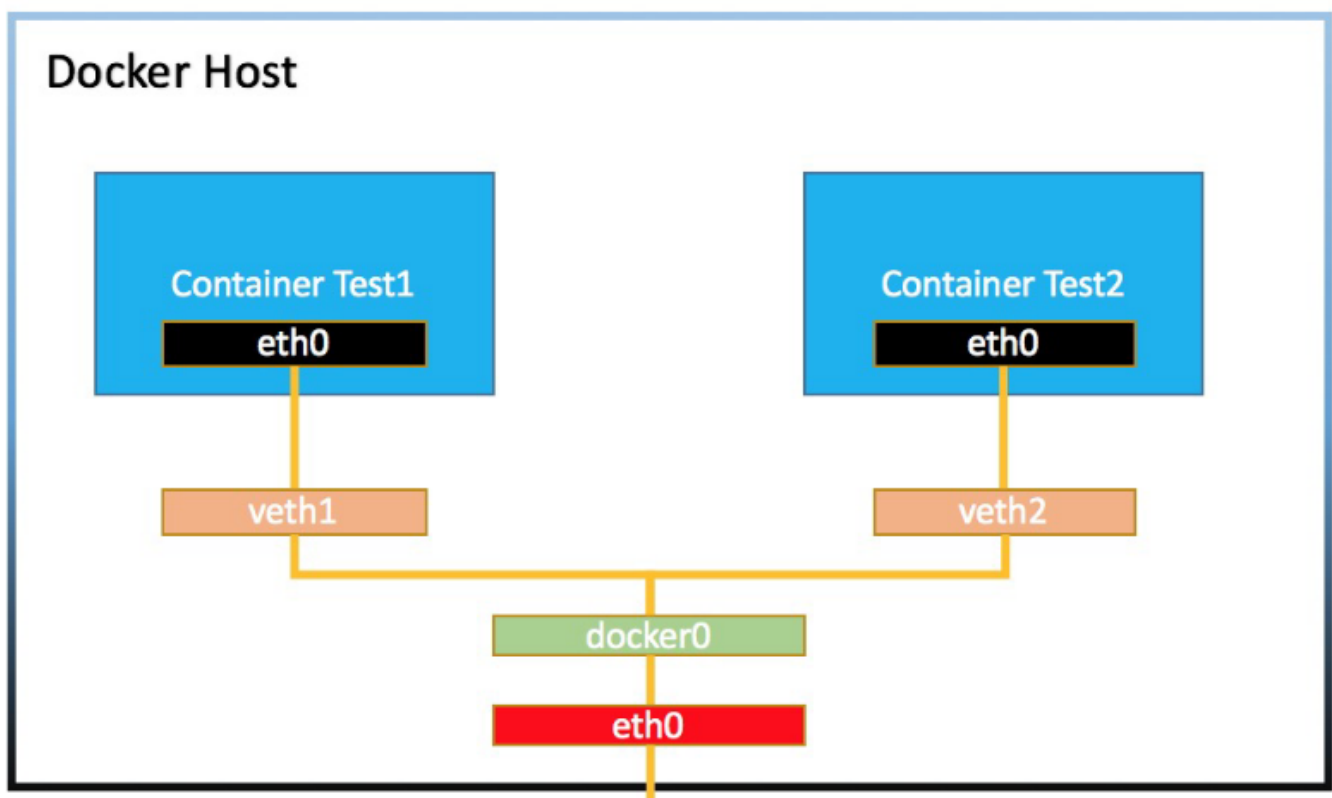 Docker Host
Container Test1
Container Test2
eth0
eth0
veth1
veth2
docker0
eth0